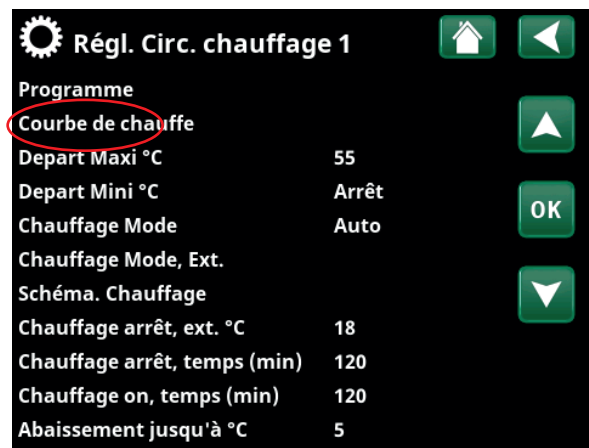 Régl. Circ. chauffage 1
Programme
Courbe de chauffe
Depart Maxi °C 55
Depart Mini °C Arrêt
Chauffage Mode Auto
Chauffage Mode, Ext.
Schéma. Chauffage
Chauffage arrêt, ext. °C 18
Chauffage arrêt, temps (min) 120
Chauffage on, temps (min) 120
Abaissement jusqu'à °C 5
OK